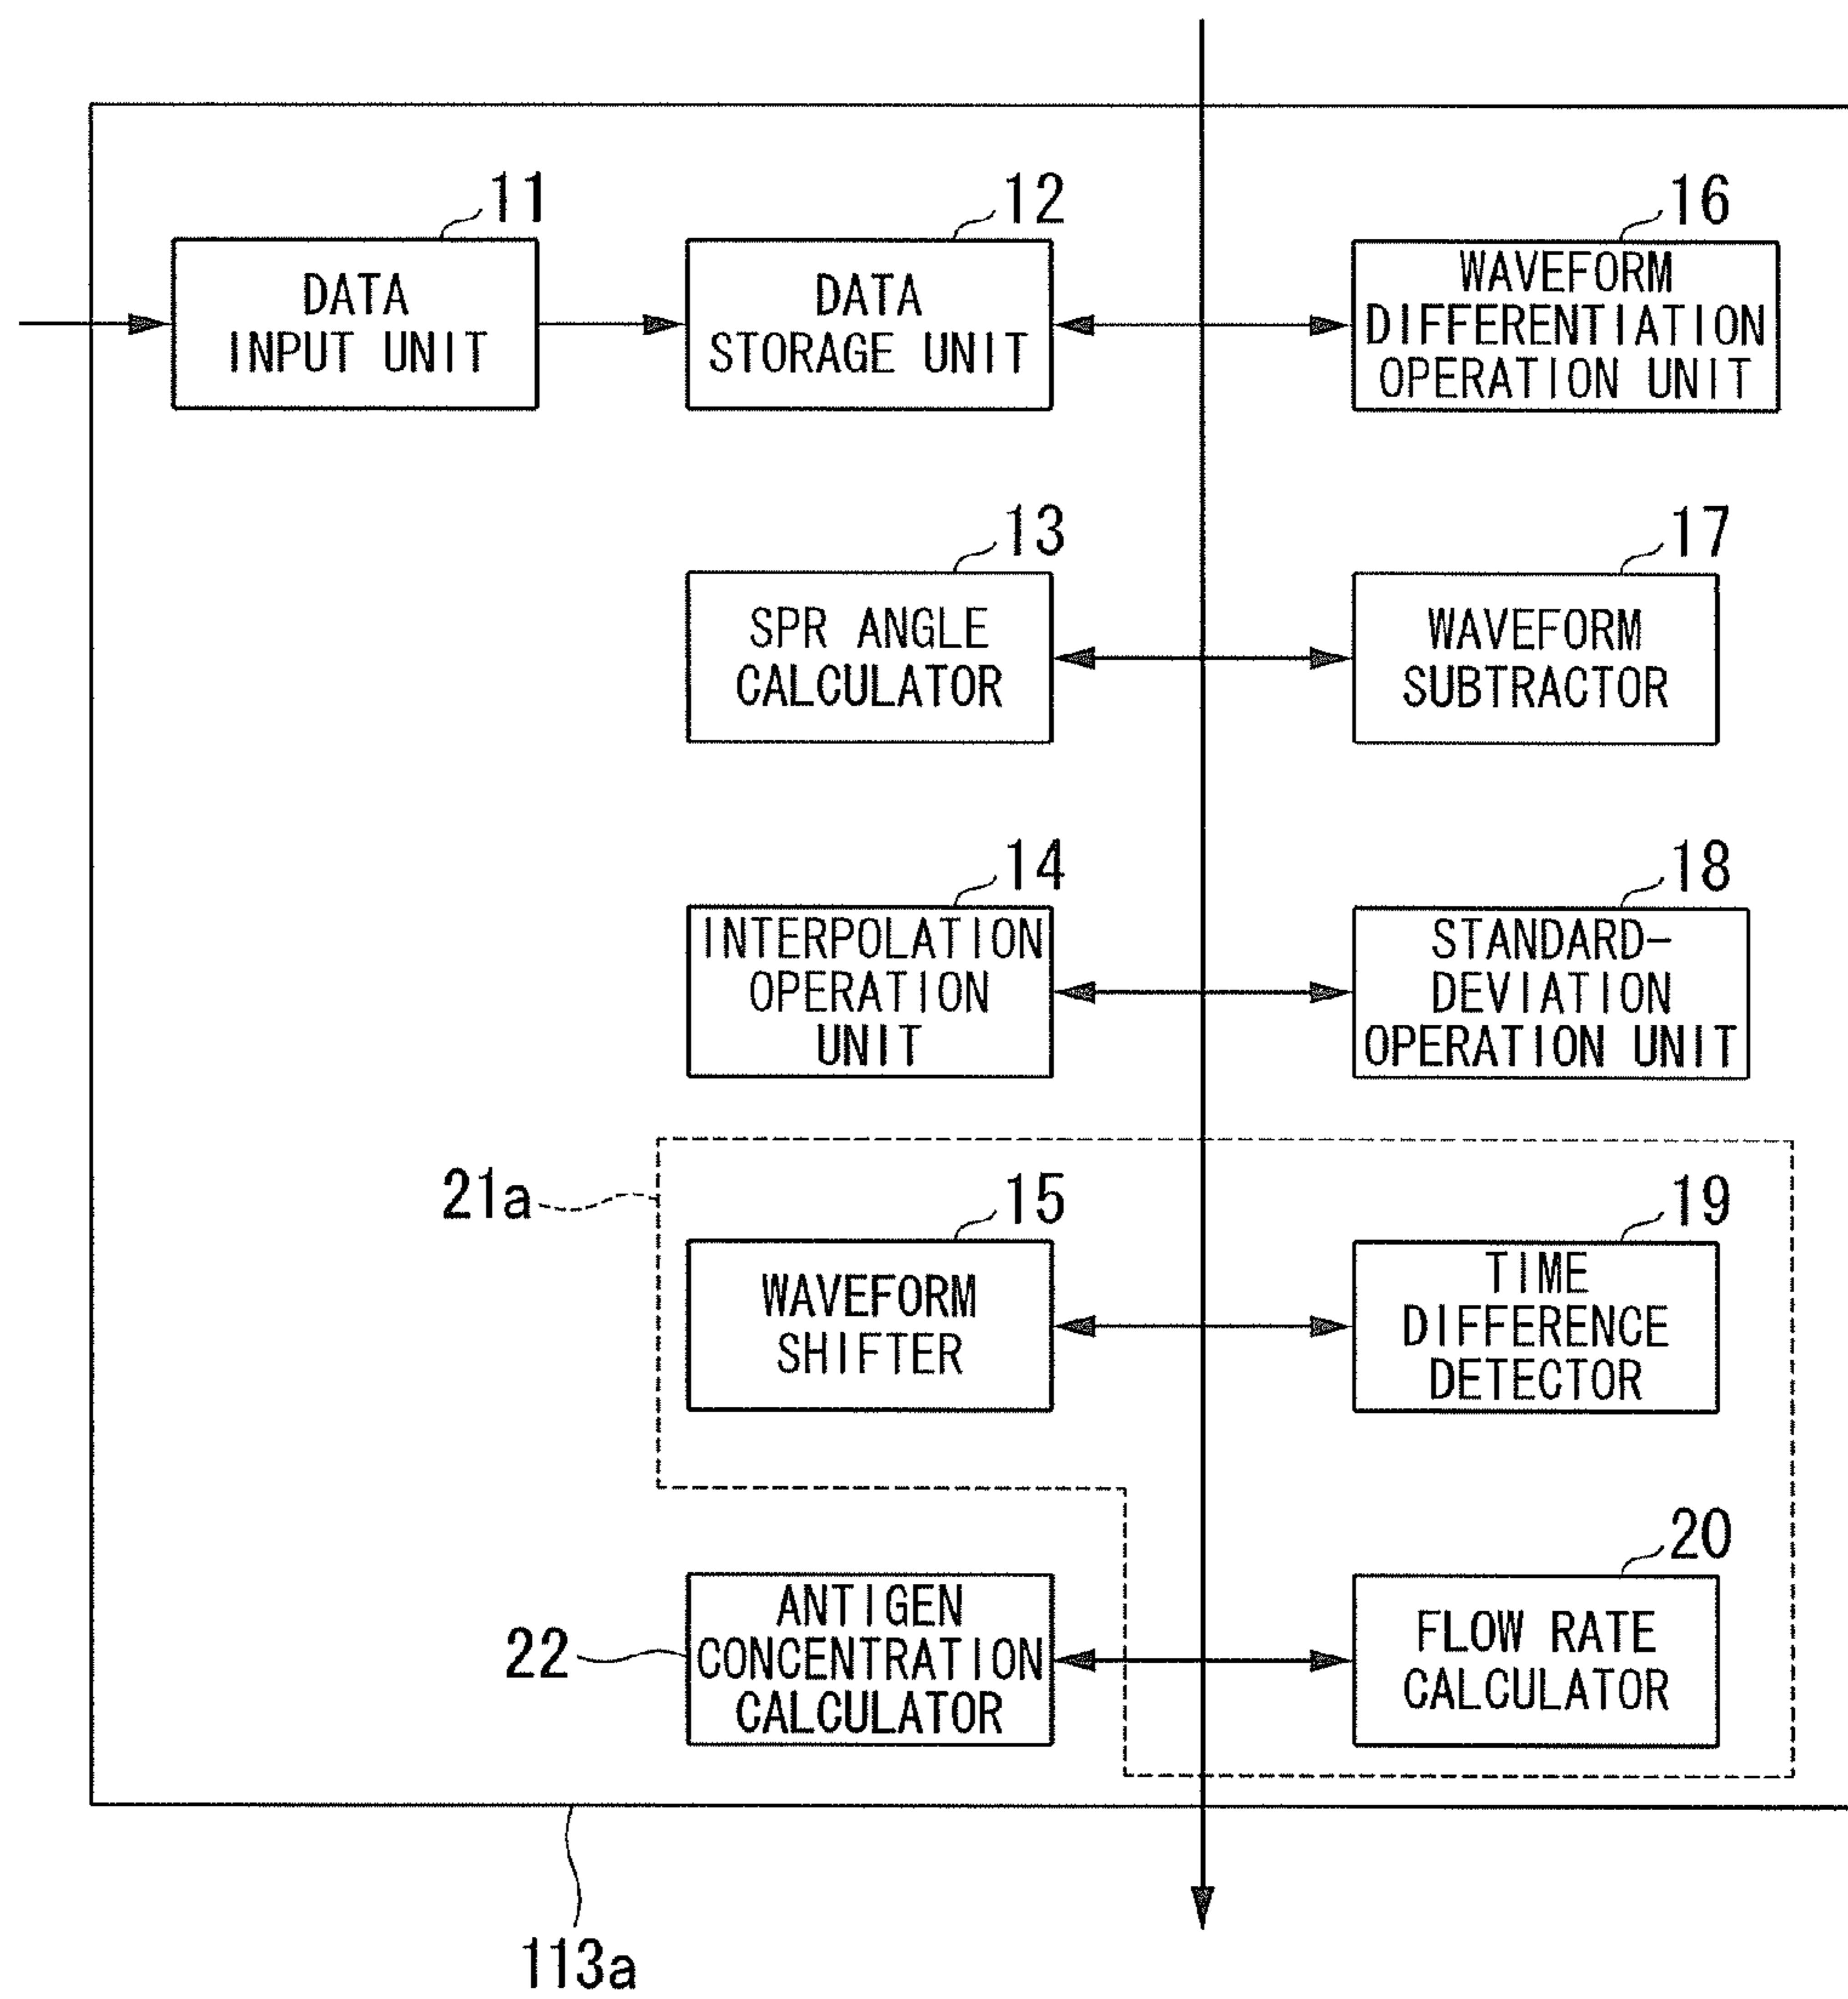 11
DATA
INPUT UNIT
12
DATA
STORAGE UNIT
16
WAVEFORM
DIFFERENTIATION
OPERATION UNIT
13
SPR ANGLE
CALCULATOR
17
WAVEFORM
SUBTRACTOR
14
INTERPOLATION
OPERATION
UNIT
18
STANDARD-
DEVIATION
OPERATION UNIT
21a
15
WAVEFORM
SHIFTER
19
TIME
DIFFERENCE
DETECTOR
22
ANTIGEN
CONCENTRATION
CALCULATOR
20
FLOW RATE
CALCULATOR
113a